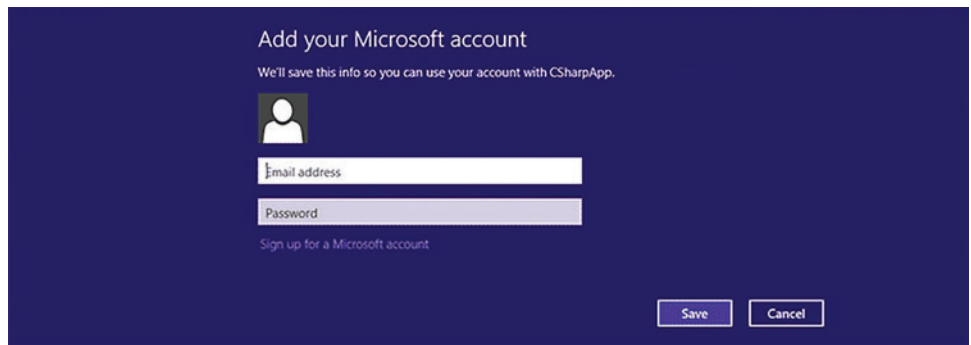 Add your Microsoft account
We'll save this info so you can use your account with CSharpApp.
Email address
Password
Sign up for a Microsoft account
Save Cancel